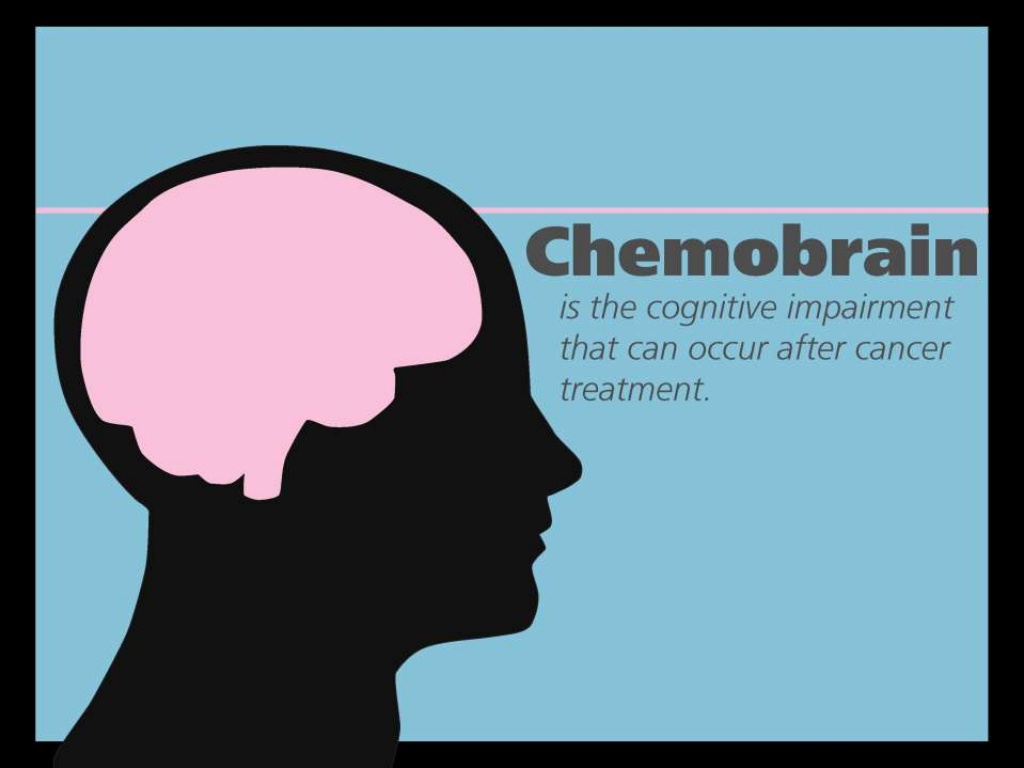 Chemobrain
is the cognitive impairment
that can occur after cancer
treatment.